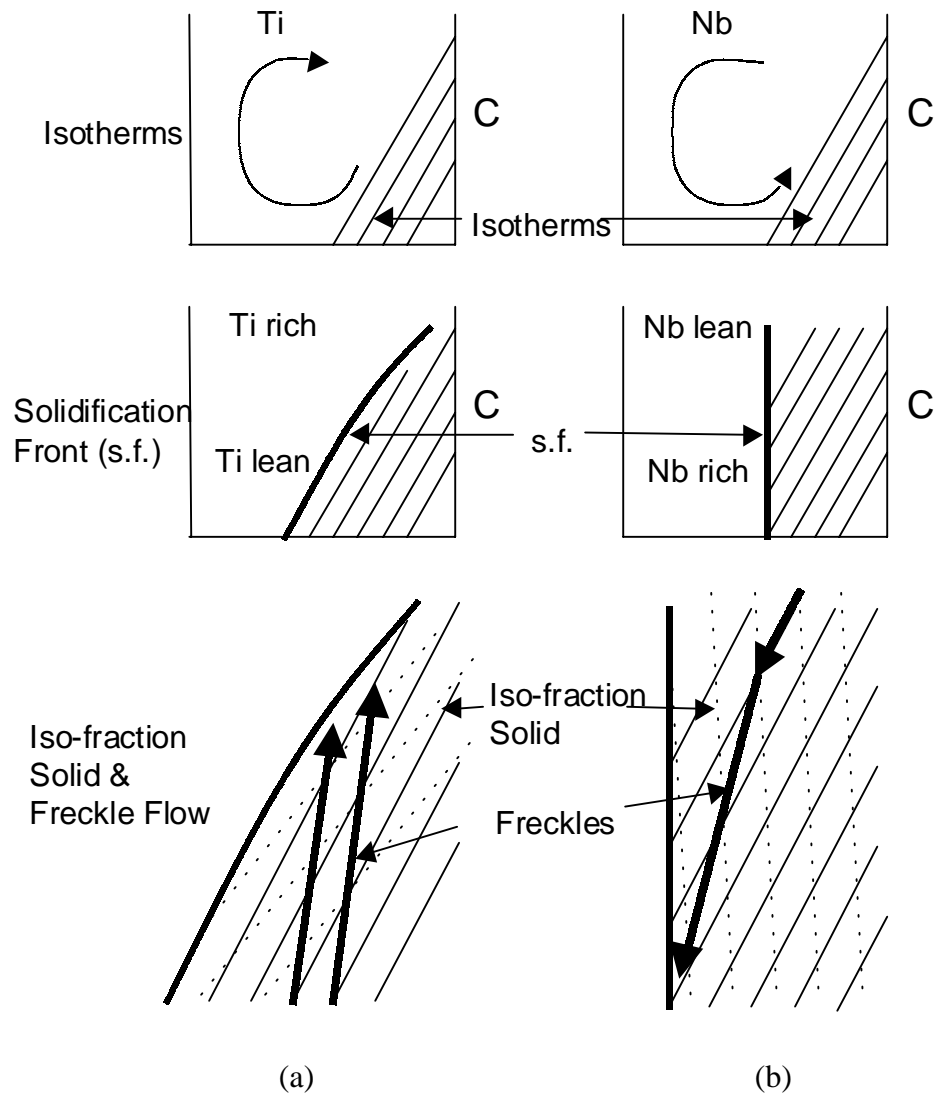 Ti
Nb
Isotherms
C
C
Isotherms
Ti rich
Nb lean
Solidification
Front (s.f.)
C
C
s.f.
Ti lean
Nb rich
Iso-fraction
Solid &
Freckle Flow
Iso-fraction
Solid
Freckles
(a)
(b)